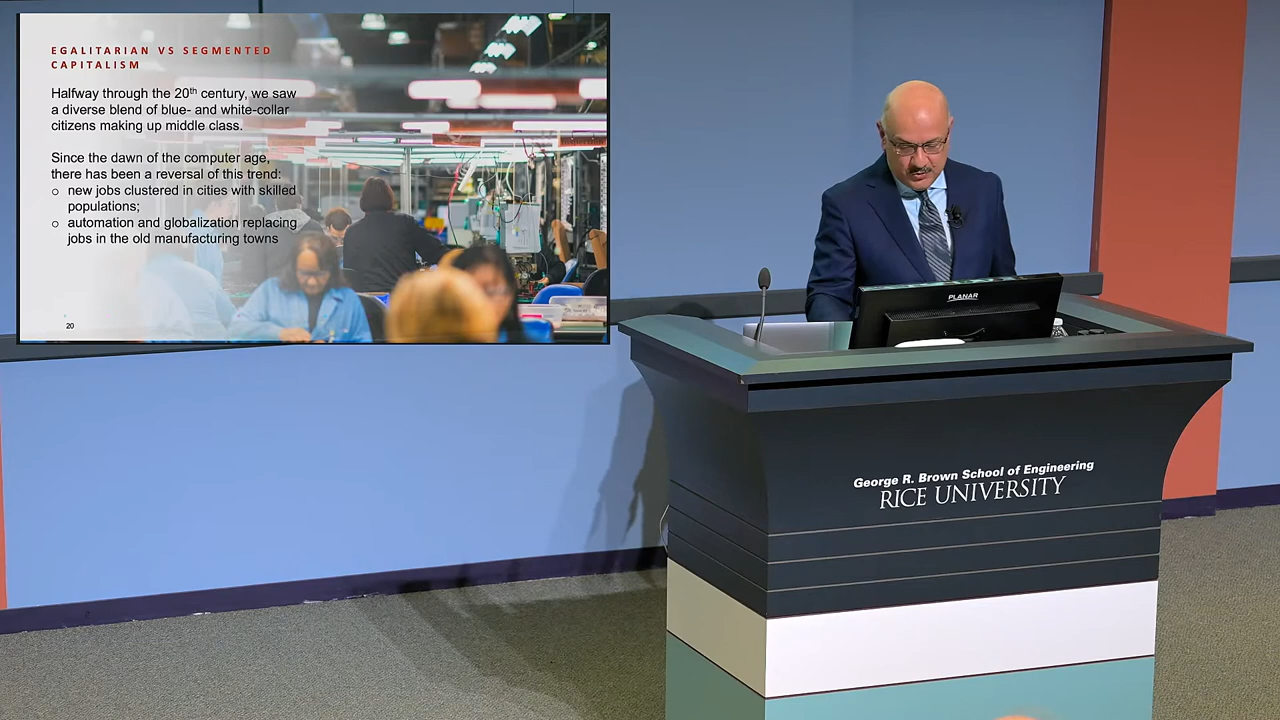 EGALITARIAN VS SEGMENTED
CAPITALISM
Halfway through the 20th century, we saw
a diverse blend of blue- and white-collar
citizens making up middle class.
Since the dawn of the computer age,
there has been a reversal of this trend:
o new jobs clustered in cities with skilled
populations;
o automation and globalization replacing
jobs in the old manufacturing towns
20
PLANAR
George R. Brown School of Engineering
RICE UNIVERSITY